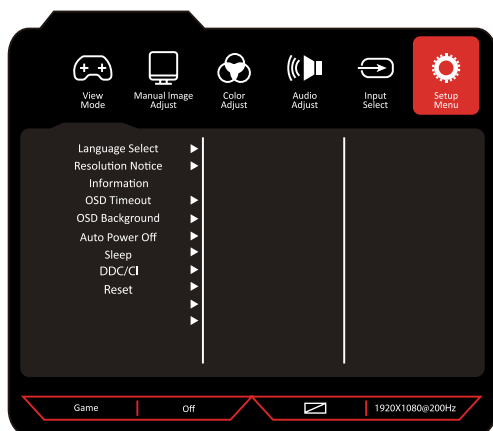 View
Mode
Manual Image
Adjust
Color
Adjust
Audio
Adjust
Input
Select
Setup
Menu
Language Select
Resolution Notice
Information
OSD Timeout
OSD Background
Auto Power Off
Sleep
DDC/CI
Reset
Game
Off
1920X1080@200Hz